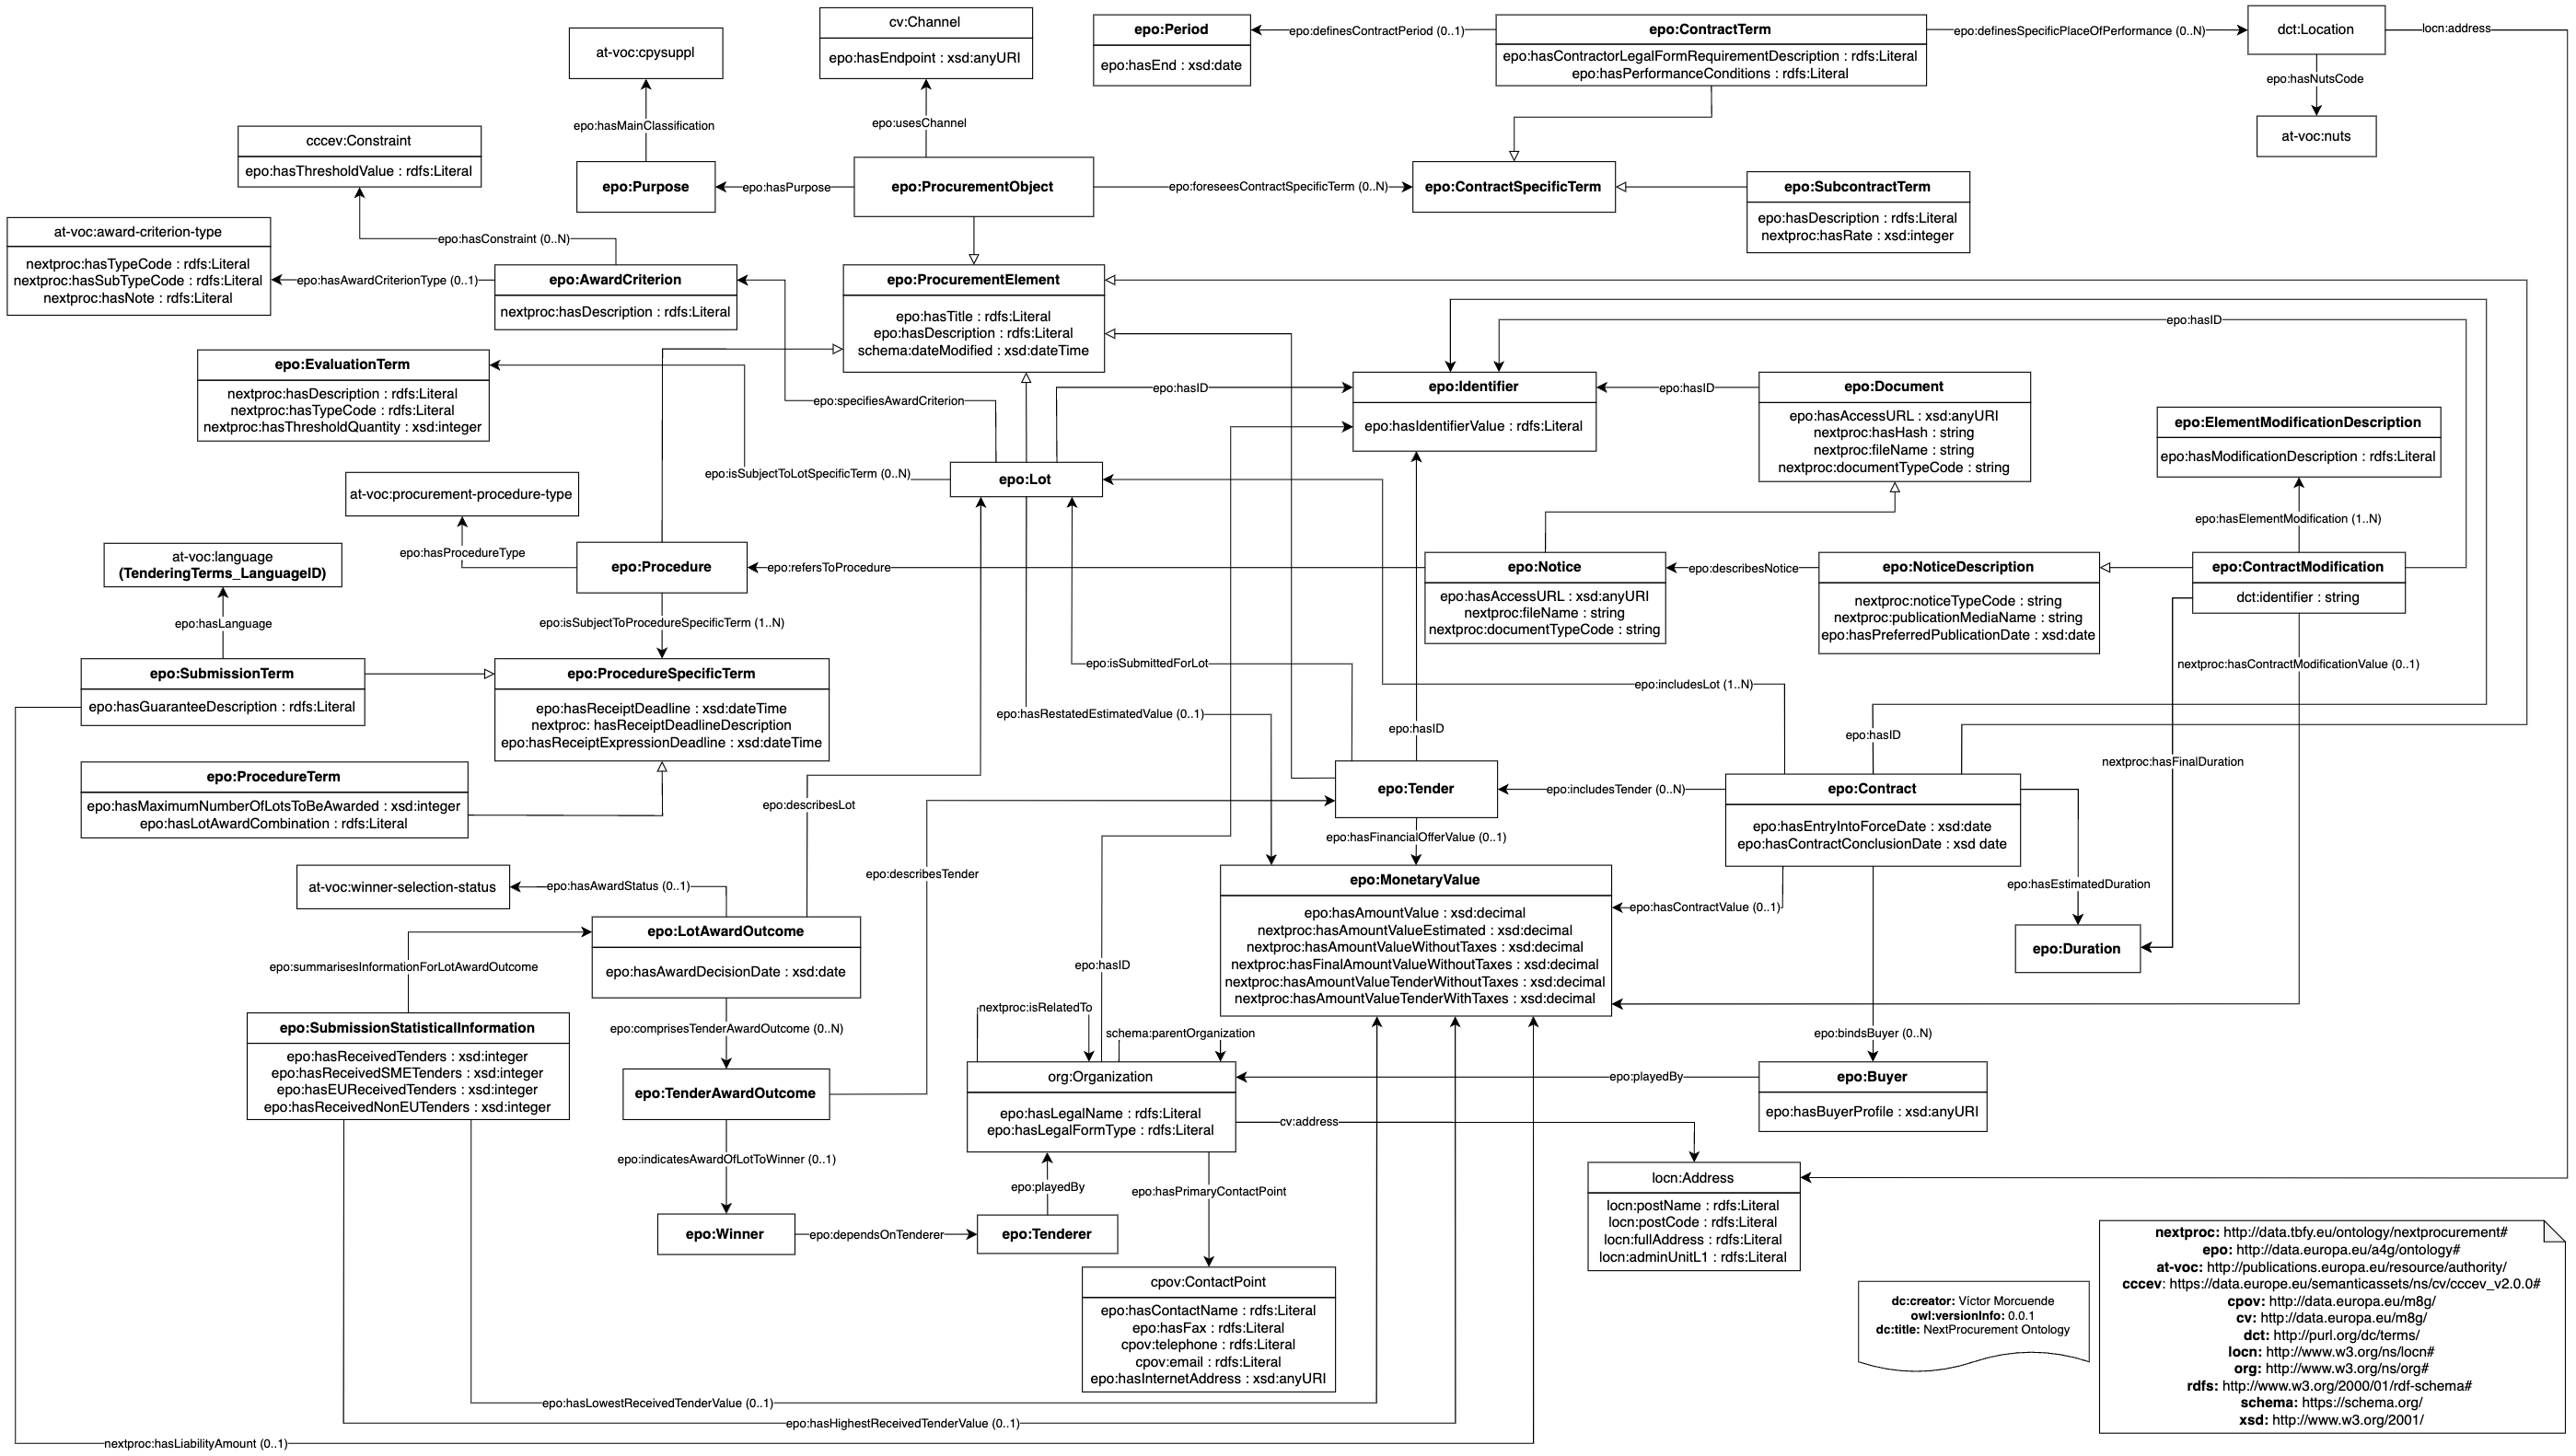 cv:Channel
epo:hasEndpoint : xsd:anyURI
at-voc:cpysuppl
epo:Period
epo:hasEnd : xsd:date
epo:definesContractPeriod (0..1)
epo:ContractTerm
epo:hasContractorLegalFormRequirementDescription : rdfs:Literal
epo:hasPerformanceConditions : rdfs:Literal
epo:definesSpecificPlaceOfPerformance (0..N)
dct:Location
locn:address
epo:hasNutsCode
at-voc:nuts
epo:hasMainClassification
epo:usesChannel
cccev:Constraint
epo:hasThresholdValue : rdfs:Literal
epo:Purpose
epo:hasPurpose
epo:ProcurementObject
epo:foreseesContractSpecificTerm (0..N)
epo:ContractSpecificTerm
epo:SubcontractTerm
epo:hasDescription : rdfs:Literal
nextproc:hasRate : xsd:integer
at-voc:award-criterion-type
nextproc:hasTypeCode : rdfs:Literal
nextproc:hasSubTypeCode : rdfs:Literal
nextproc:hasNote : rdfs:Literal
epo:hasConstraint (0..N)
epo:hasAwardCriterionType (0..1)
epo:AwardCriterion
nextproc:hasDescription : rdfs:Literal
epo:ProcurementElement
epo:hasTitle : rdfs:Literal
epo:hasDescription : rdfs:Literal
schema:dateModified : xsd:dateTime
epo:hasID
epo:EvaluationTerm
nextproc:hasDescription : rdfs:Literal
nextproc:hasTypeCode : rdfs:Literal
nextproc:hasThresholdQuantity : xsd:integer
epo:specifiesAwardCriterion
epo:hasID
epo:Identifier
epo:hasIdentifierValue : rdfs:Literal
epo:hasID
epo:Document
epo:hasAccessURL : xsd:anyURI
nextproc:hasHash : string
nextproc:fileName : string
nextproc:documentTypeCode : string
epo:ElementModificationDescription
epo:hasModificationDescription : rdfs:Literal
epo:isSubjectToLotSpecificTerm (0..N)
epo:Lot
at-voc:procurement-procedure-type
epo:hasElementModification (1..N)
at-voc:language
(TenderingTerms_LanguageID)
epo:hasProcedureType
epo:Procedure
epo:refersToProcedure
epo:Notice
epo:hasAccessURL : xsd:anyURI
nextproc:fileName : string
nextproc:documentTypeCode : string
epo:describesNotice
epo:NoticeDescription
nextproc:noticeTypeCode : string
nextproc:publicationMediaName : string
epo:hasPreferredPublicationDate : xsd:date
epo:ContractModification
dct:identifier : string
epo:hasLanguage
epo:isSubjectToProcedureSpecificTerm (1..N)
epo:SubmissionTerm
epo:hasGuaranteeDescription : rdfs:Literal
epo:ProcedureSpecificTerm
epo:hasReceiptDeadline : xsd:dateTime
nextproc: hasReceiptDeadlineDescription
epo:hasReceiptExpressionDeadline : xsd:dateTime
epo:isSubmittedForLot
nextproc:hasContractModificationValue (0..1)
epo:includesLot (1..N)
epo:hasRestatedEstimatedValue (0..1)
epo:hasID
epo:hasID
nextproc:hasFinalDuration
epo:ProcedureTerm
epo:hasMaximumNumberOfLotsToBeAwarded : xsd:integer
epo:hasLotAwardCombination : rdfs:Literal
epo:describesLot
epo:Tender
epo:includesTender (0..N)
epo:Contract
epo:hasEntryIntoForceDate : xsd:date
epo:hasContractConclusionDate : xsd date
epo:hasFinancialOfferValue (0..1)
epo:describesTender
at-voc:winner-selection-status
epo:hasAwardStatus (0..1)
epo:MonetaryValue
epo:hasAmountValue : xsd:decimal
nextproc:hasAmountValueEstimated : xsd:decimal
nextproc:hasAmountValueWithoutTaxes : xsd:decimal
nextproc:hasFinalAmountValueWithoutTaxes : xsd:decimal
nextproc:hasAmountValueTenderWithoutTaxes : xsd:decimal
nextproc:hasAmountValueTenderWithTaxes : xsd:decimal
epo:hasContractValue (0..1)
epo:hasEstimatedDuration
epo:Duration
epo:LotAwardOutcome
epo:hasAwardDecisionDate : xsd:date
epo:summarisesInformationForLotAwardOutcome
epo:hasID
epo:SubmissionStatisticalInformation
epo:hasReceivedTenders : xsd:integer
epo:hasReceivedSMETenders : xsd:integer
epo:hasEUReceivedTenders : xsd:integer
epo:hasReceivedNonEUTenders : xsd:integer
epo:comprisesTenderAwardOutcome (0..N)
nextproc:isRelatedTo
schema:parentOrganization
epo:bindsBuyer (0..N)
epo:TenderAwardOutcome
org:Organization
epo:hasLegalName : rdfs:Literal
epo:hasLegalFormType : rdfs:Literal
epo:playedBy
epo:Buyer
epo:hasBuyerProfile : xsd:anyURI
cv:address
epo:indicatesAwardOfLotToWinner (0..1)
epo:playedBy
epo:hasPrimaryContactPoint
locn:Address
locn:postName : rdfs:Literal
locn:postCode : rdfs:Literal
locn:fullAddress : rdfs:Literal
locn:adminUnitL1 : rdfs:Literal
epo:Winner
epo:dependsOnTenderer
epo:Tenderer
cpov:ContactPoint
epo:hasContactName : rdfs:Literal
epo:hasFax : rdfs:Literal
cpov:telephone : rdfs:Literal
cpov:email : rdfs:Literal
epo:hasInternetAddress : xsd:anyURI
epo:hasLowestReceivedTenderValue (0..1)
epo:hasHighestReceivedTenderValue (0..1)
nextproc:hasLiabilityAmount (0..1)
dc:creator: Víctor Morcuende
owl:versionInfo: 0.0.1
dc:title: NextProcurement Ontology
nextproc: http://data.tbfy.eu/ontology/nextprocurement#
epo: http://data.europa.eu/a4g/ontology#
at-voc: http://publications.europa.eu/resource/authority/
cccev: https://data.europe.eu/semanticassets/ns/cv/cccev_v2.0.0#
cpov: http://data.europa.eu/m8g/
cv: http://data.europa.eu/m8g/
dct: http://purl.org/dc/terms/
locn: http://www.w3.org/ns/locn#
org: http://www.w3.org/ns/org#
rdfs: http://www.w3.org/2000/01/rdf-schema#
schema: https://schema.org/
xsd: http://www.w3.org/2001/